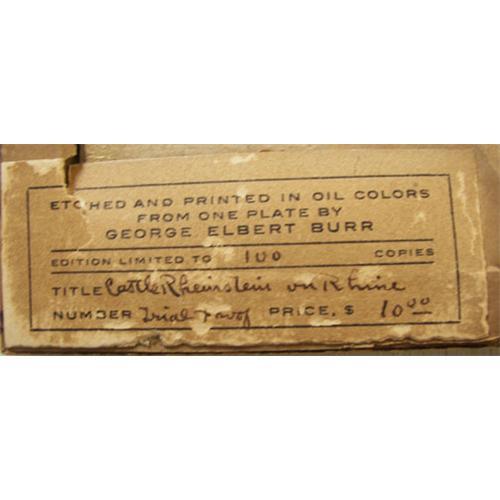 ETCHED AND PRINTED IN OIL COLORS
FROM ONE PLATE BY
GEORGE ELBERT BURR
EDITION LIMITED TO 100 COPIES
TITLE Castle Rheinstein on Rhine
NUMBER Trial Proof PRICE, $ 10.00